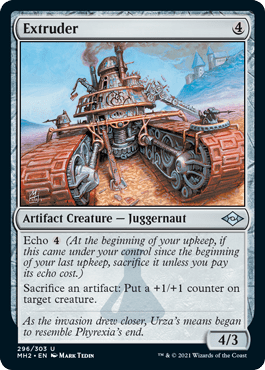 Extruder 4
Artifact Creature — Juggernaut
Echo 4 (At the beginning of your upkeep, if
this came under your control since the beginning
of your last upkeep, sacrifice it unless you pay
its echo cost.)
Sacrifice an artifact: Put a +1/+1 counter on
target creature.
As the invasion drew closer, Urza's means began
to resemble Phyrexia's end.
4/3
296/303 U
MH2 • EN MARK TEDIN
™ & © 2021 Wizards of the Coast